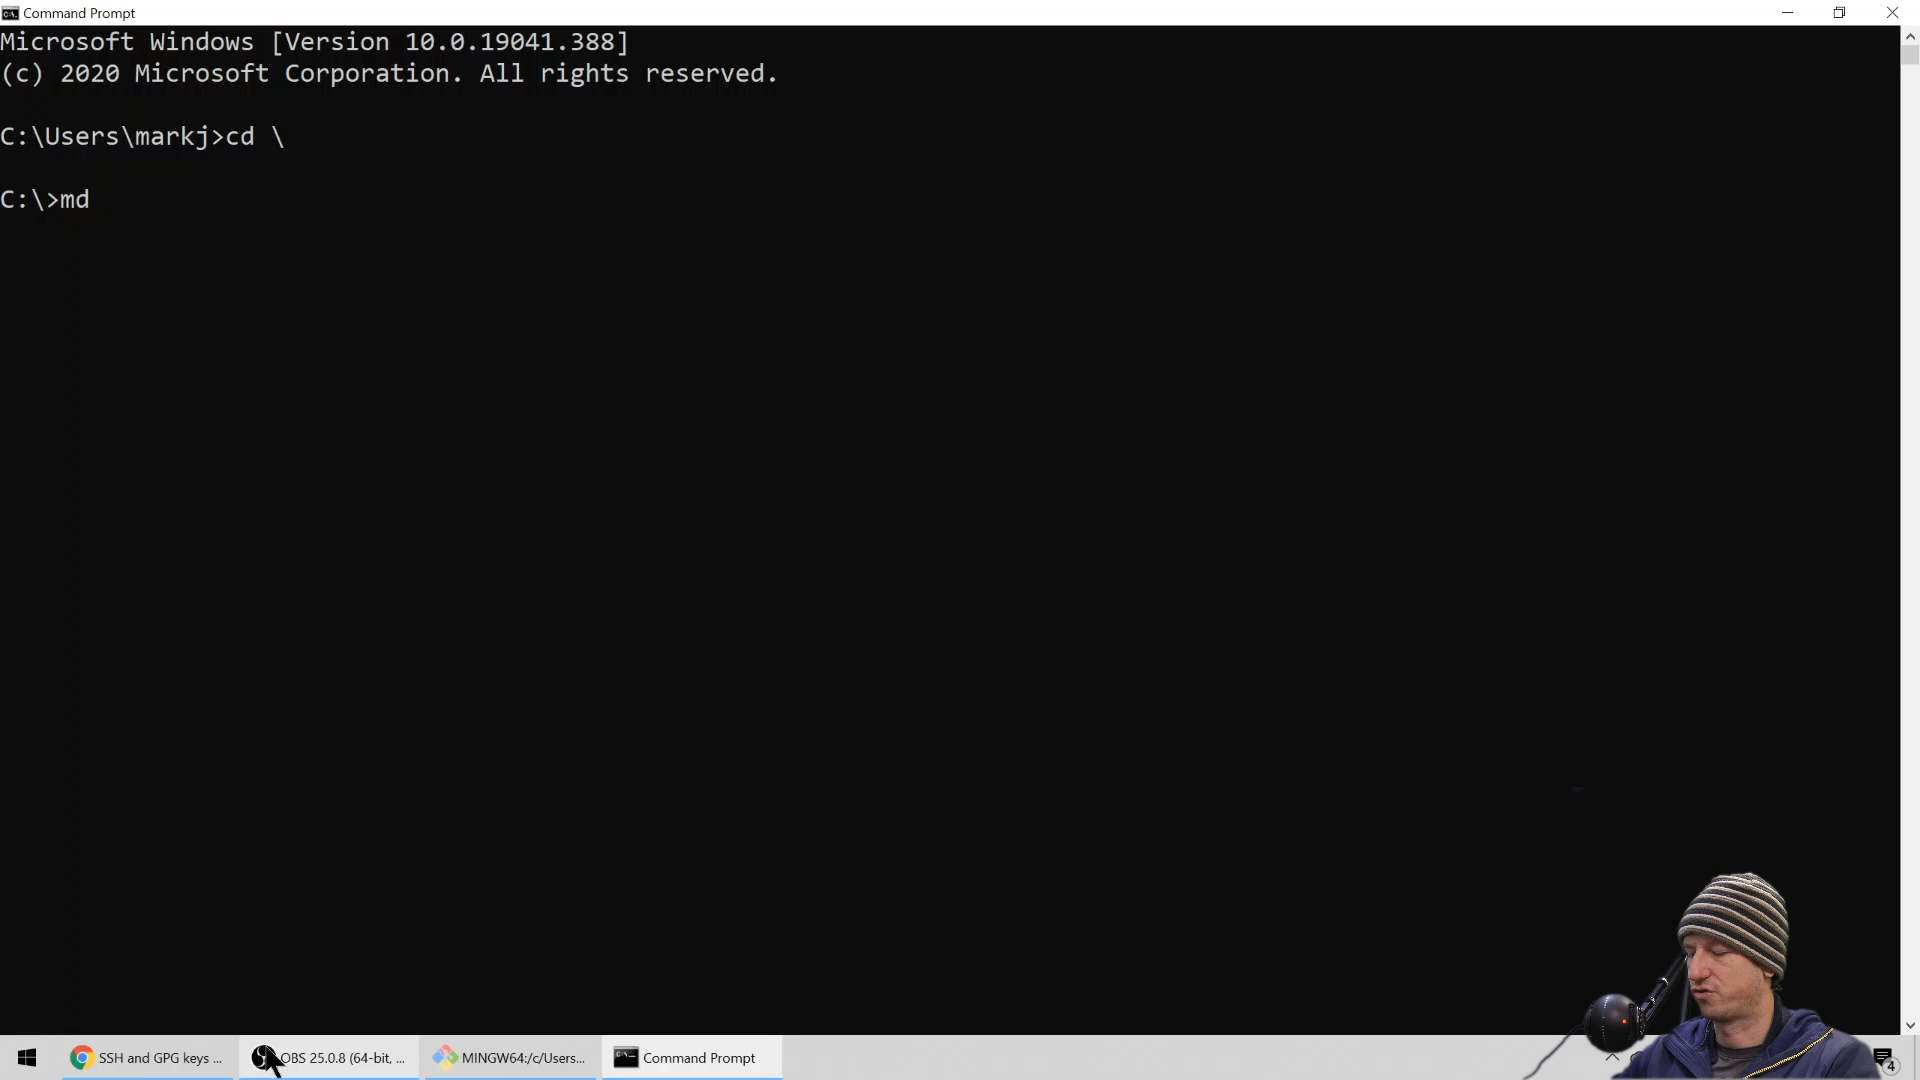 Command Prompt
Microsoft Windows [Version 10.0.19041.388]
(c) 2020 Microsoft Corporation. All rights reserved.
C:\Users\markj>cd \
C:\>md
SSH and GPG keys ...
OBS 25.0.8 (64-bit, ...
MINGW64:/c/Users...
Command Prompt
4